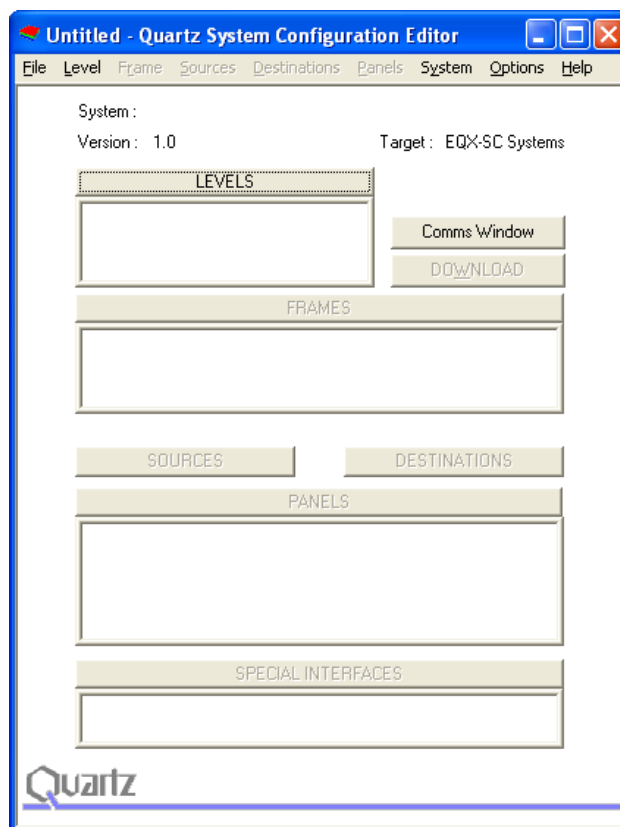 Untitled - Quartz System Configuration Editor
File Level Frame Sources Destinations Panels System Options Help
System :
Version : 1.0 Target : EQX-SC Systems
LEVELS
Comms Window
DOWNLOAD
FRAMES
SOURCES DESTINATIONS
PANELS
SPECIAL INTERFACES
Quartz